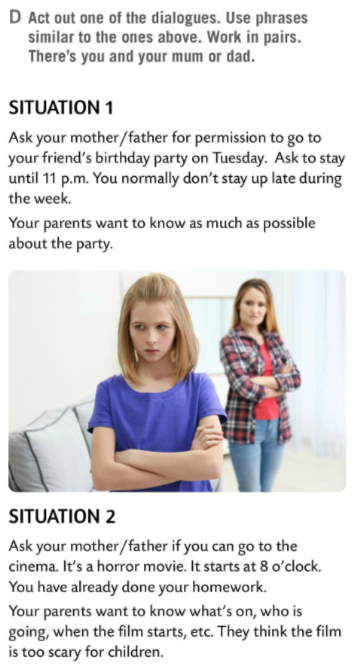 D Act out one of the dialogues. Use phrases
similar to the ones above. Work in pairs.
There's you and your mum or dad.
SITUATION 1
Ask your mother/father for permission to go to
your friend's birthday party on Tuesday. Ask to stay
until 11 p.m. You normally don't stay up late during
the week.
Your parents want to know as much as possible
about the party.
SITUATION 2
Ask your mother/father if you can go to the
cinema. It's a horror movie. It starts at 8 o'clock.
You have already done your homework.
Your parents want to know what's on, who is
going, when the film starts, etc. They think the film
is too scary for children.